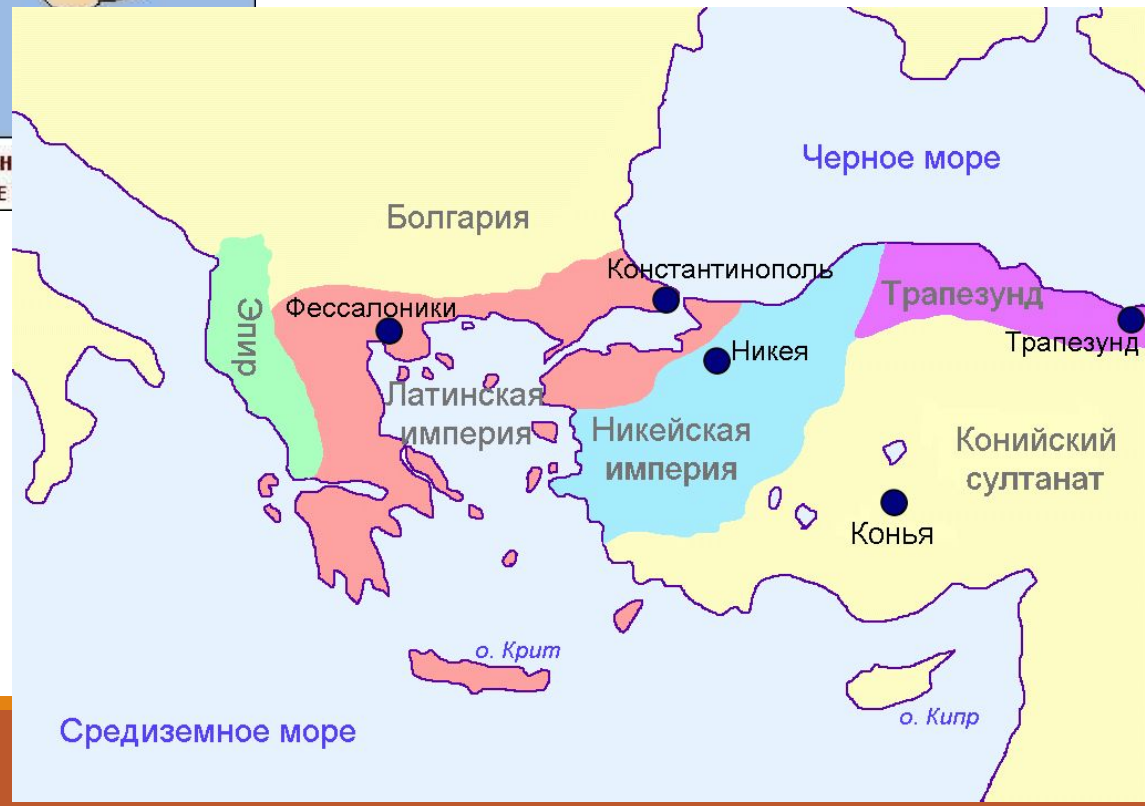 Н
Е
Черное море
Болгария
Константинополь
Трапезунд
Эпир
Фессалоники
Трапезунд
Никея
Латинская
империя
Никейская
империя
Конийский
султанат
Конья
о. Крит
о. Кипр
Средиземное море